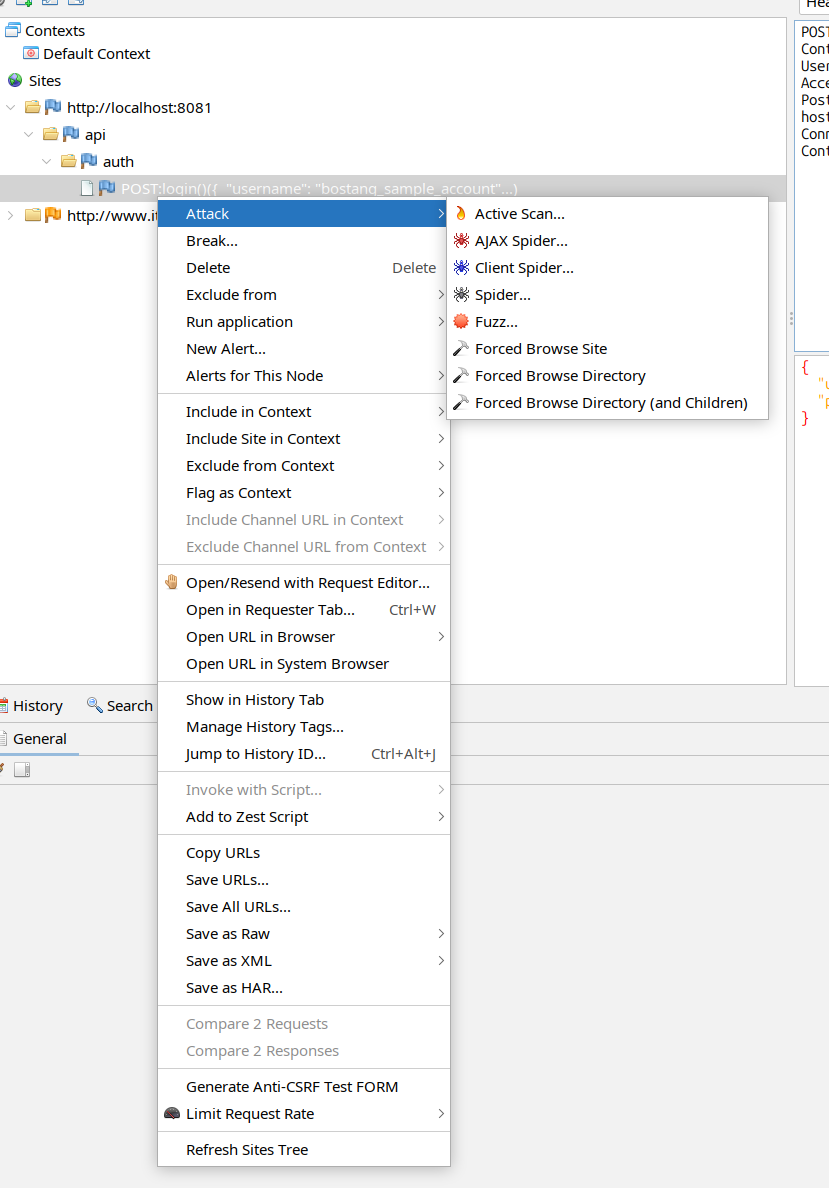 Contexts
Default Context
Sites
http://localhost:8081
api
auth
POST:login()({ "username": "bostanq_sample_account"...)
http://www.it
Attack
Break...
Delete Delete
Exclude from
Run application
New Alert...
Alerts for This Node
Include in Context
Include Site in Context
Exclude from Context
Flag as Context
Include Channel URL in Context
Exclude Channel URL from Context
Open/Resend with Request Editor...
Open in Requester Tab... Ctrl+W
Open URL in Browser
Open URL in System Browser
Show in History Tab
Manage History Tags...
Jump to History ID... Ctrl+Alt+J
Invoke with Script...
Add to Zest Script
Copy URLs
Save URLs...
Save All URLs...
Save as Raw
Save as XML
Save as HAR...
Compare 2 Requests
Compare 2 Responses
Generate Anti-CSRF Test FORM
Limit Request Rate
Refresh Sites Tree
Active Scan...
AJAX Spider...
Client Spider...
Spider...
Fuzz...
Forced Browse Site
Forced Browse Directory
Forced Browse Directory (and Children)
History Search
General
Hea
POST
Cont
User
Acce
Post
host
Conn
Cont
{
}